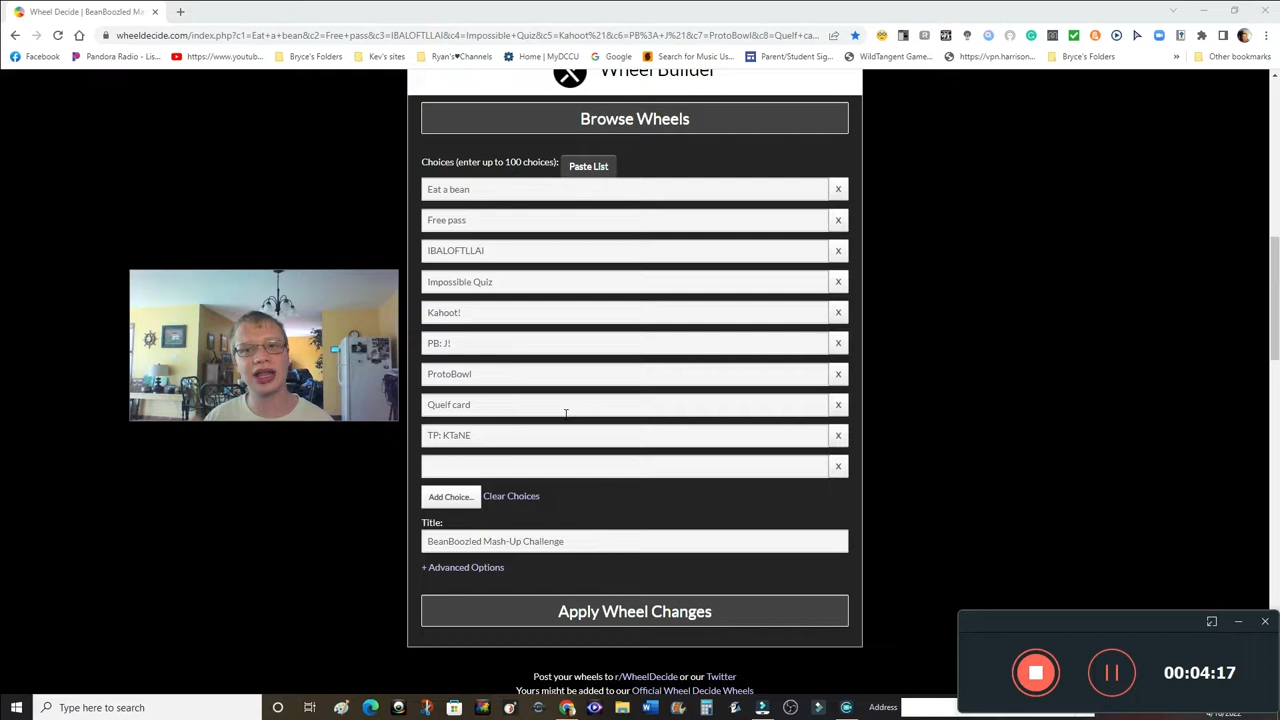 Wheel Decide | BeanBoozled M
wheeldecide.com/index.php?c1=Eat+a+bean&c2=Free+pass&c3=IBALOFTLLAI&c4=Impossible+Quiz&c5=Kahoot%21&c6=PB%3A+J%21&c7=ProtoBowl&c8=Quelf+ca...
Facebook Pandora Radio - Lis... https://www.youtub... Bryce's Folders Kev's sites Ryan's♥Channels Home | MyDCCU Google Search for Music Us... Parent/Student Sig... WildTangent Game... https://vpn.harrison... Bryce's Folders » Other bookmarks
Wheel Builder
Browse Wheels
Choices (enter up to 100 choices): Paste List
Eat a bean X
Free pass X
IBALOFTLLAI X
Impossible Quiz X
Kahoot! X
PB: J! X
ProtoBowl X
Quelf card X
TP: KTaNE X
X
Add Choice... Clear Choices
Title:
BeanBoozled Mash-Up Challenge
+ Advanced Options
Apply Wheel Changes
00:04:17
Post your wheels to r/WheelDecide or our Twitter
Yours might be added to our Official Wheel Decide Wheels
Type here to search
Address